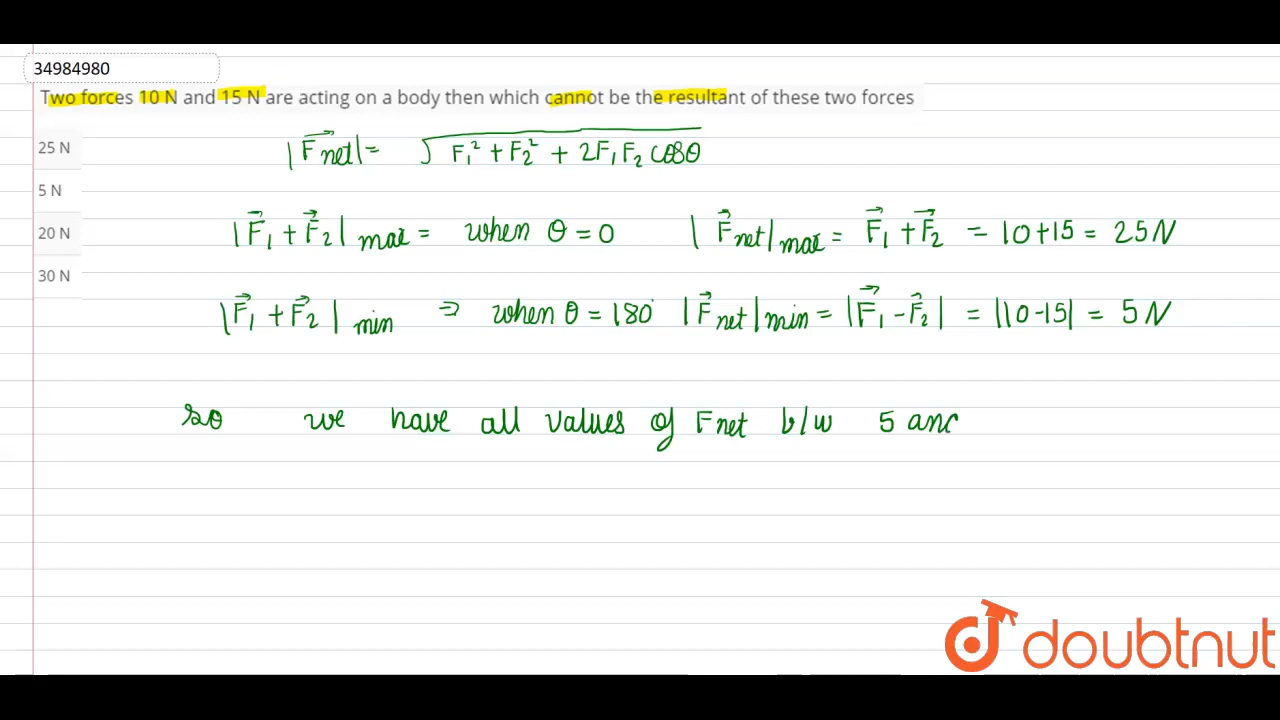 34984980
Two forces 10 N and 15 N are acting on a body then which cannot be the resultant of these two forces
25 N
|F⃗net| = √F₁² + F₂² + 2F₁F₂ cosθ
5 N
20 N
|F⃗₁ + F⃗₂| max = when θ = 0 |F⃗net| max = F⃗₁ + F⃗₂ = 10 + 15 = 25 N
30 N
|F⃗₁ + F⃗₂| min ⇒ when θ = 180° |F⃗net| min = |F⃗₁ - F⃗₂| = |10 - 15| = 5 N
so we have all values of Fnet b/w 5 and
doubtnut